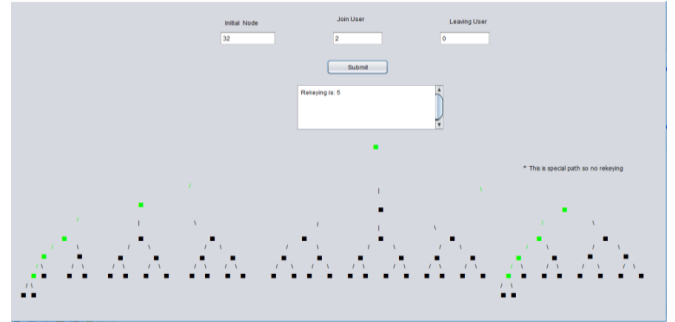 Initial Node
Join User
Leaving User
32
2
0
Submit
Rekeying is: 5
* This is special path so no rekeying